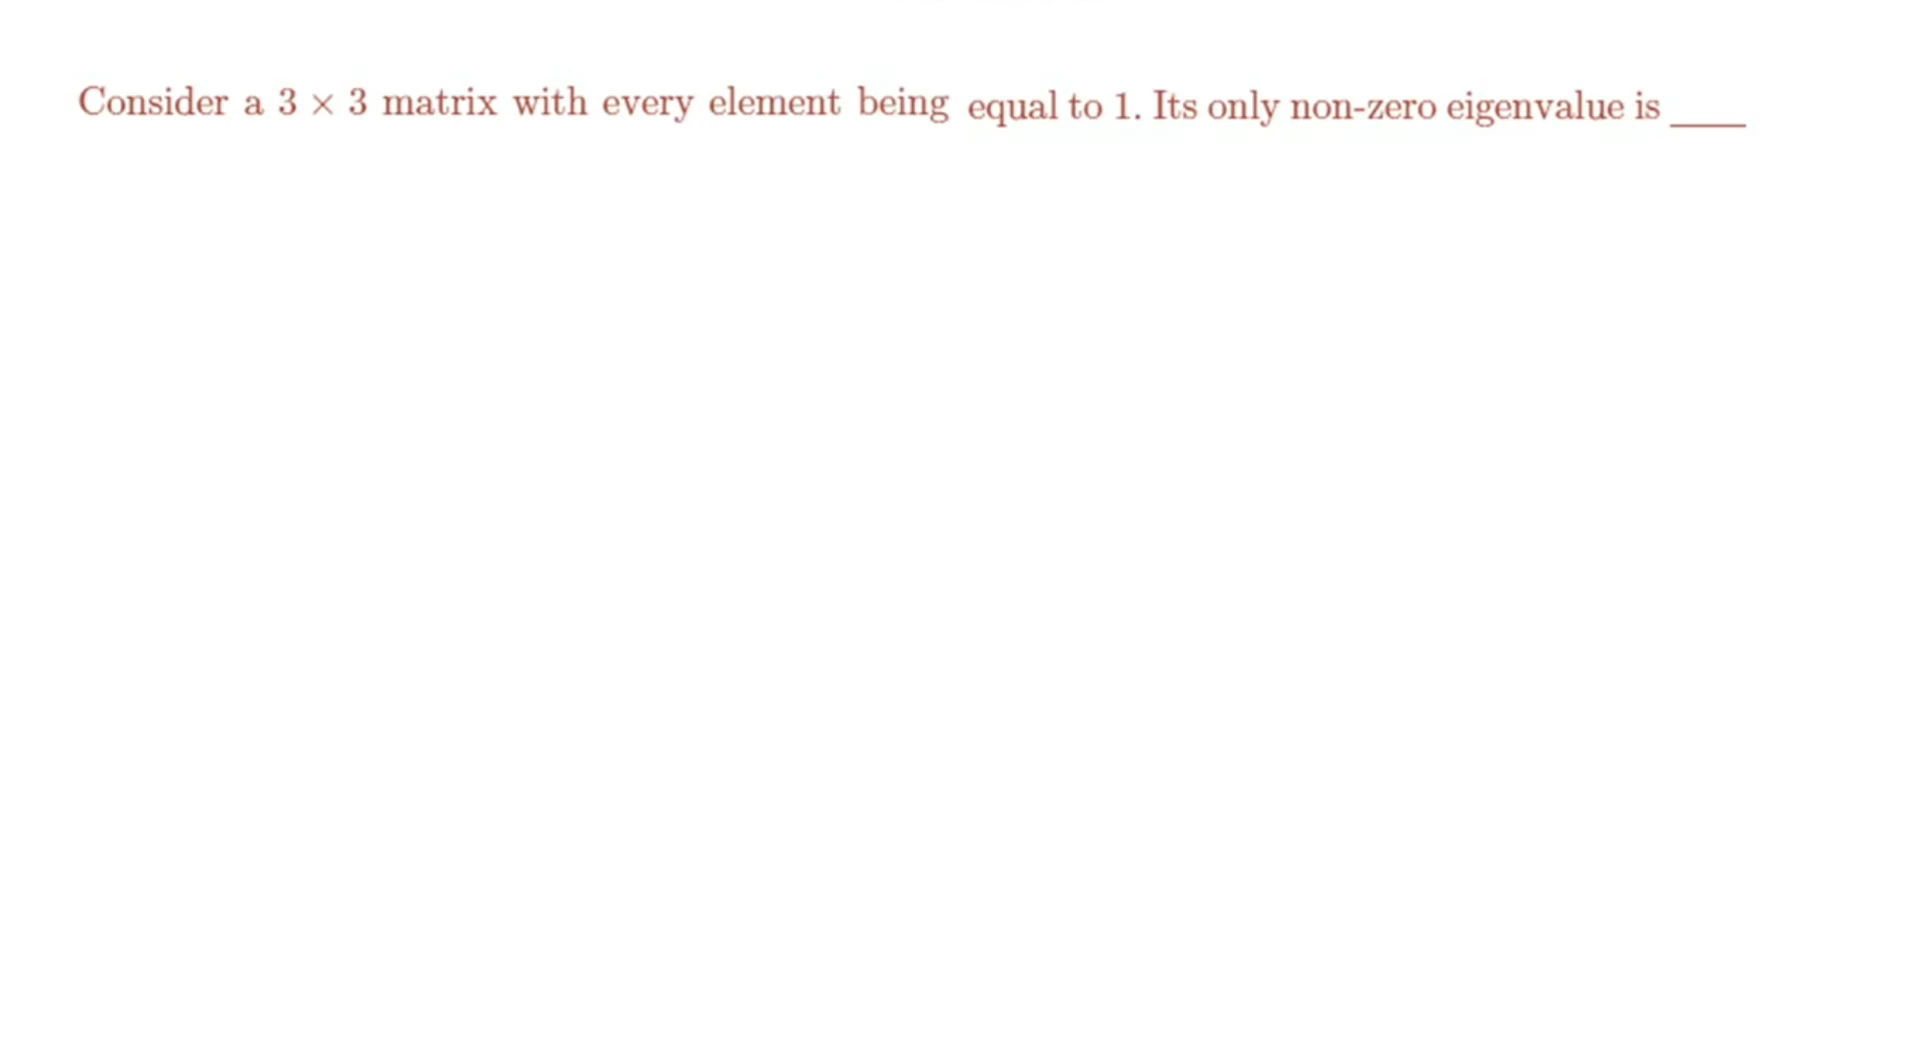 Consider a 3 × 3 matrix with every element being equal to 1. Its only non-zero eigenvalue is ____